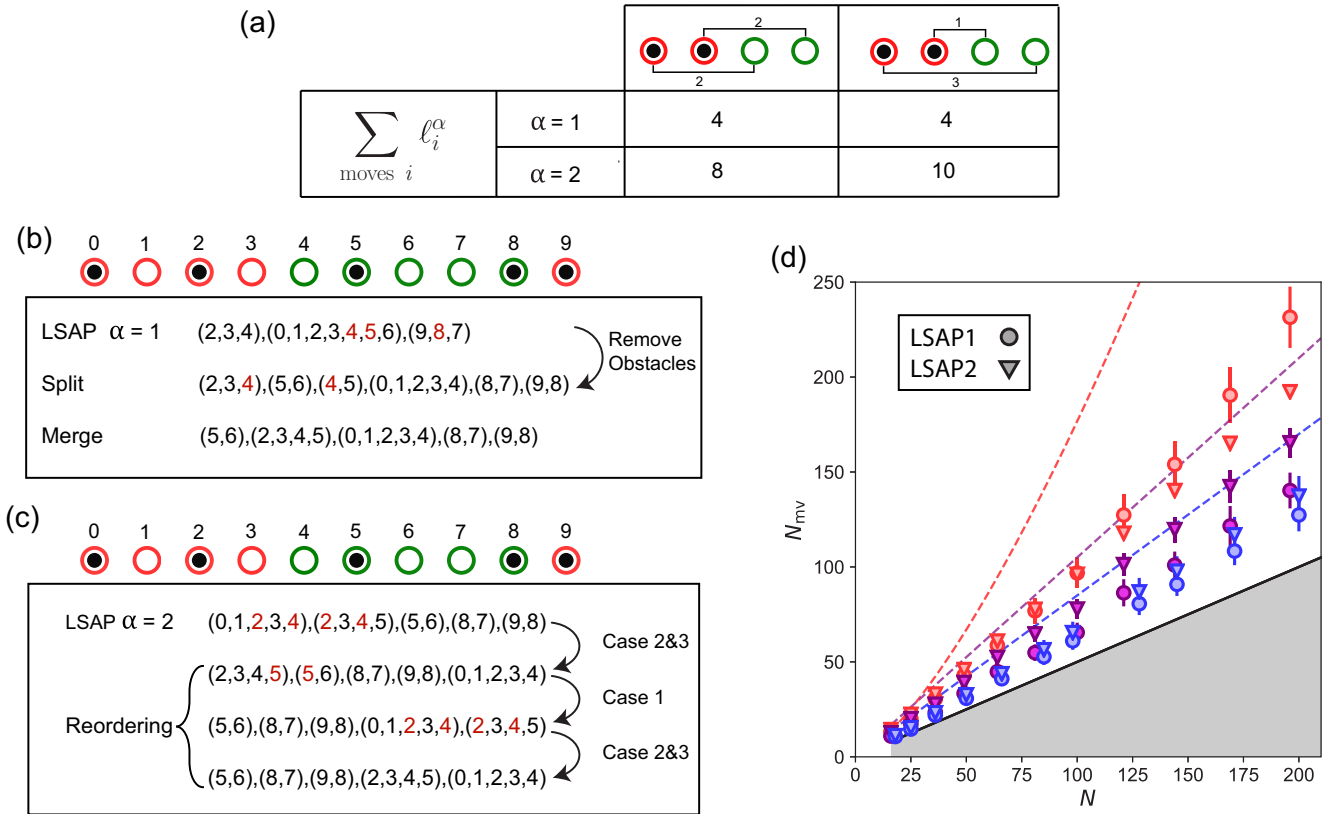 (a)
2
2
1
3
∑ ℓᵢ^α
moves i
α = 1
4
4
α = 2
8
10
(b)
0 1 2 3 4 5 6 7 8 9
LSAP α = 1 (2,3,4),(0,1,2,3,4,5,6),(9,8,7)
Remove
Obstacles
Split (2,3,4),(5,6),(4,5),(0,1,2,3,4),(8,7),(9,8)
Merge (5,6),(2,3,4,5),(0,1,2,3,4),(8,7),(9,8)
(c)
0 1 2 3 4 5 6 7 8 9
LSAP α = 2 (0,1,2,3,4),(2,3,4,5),(5,6),(8,7),(9,8)
Case 2&3
(2,3,4,5),(5,6),(8,7),(9,8),(0,1,2,3,4)
Case 1
Reordering
(5,6),(8,7),(9,8),(0,1,2,3,4),(2,3,4,5)
Case 2&3
(5,6),(8,7),(9,8),(2,3,4,5),(0,1,2,3,4)
(d)
250
200
150
100
50
0
N_mv
LSAP1
LSAP2
0 25 50 75 100 125 150 175 200
N